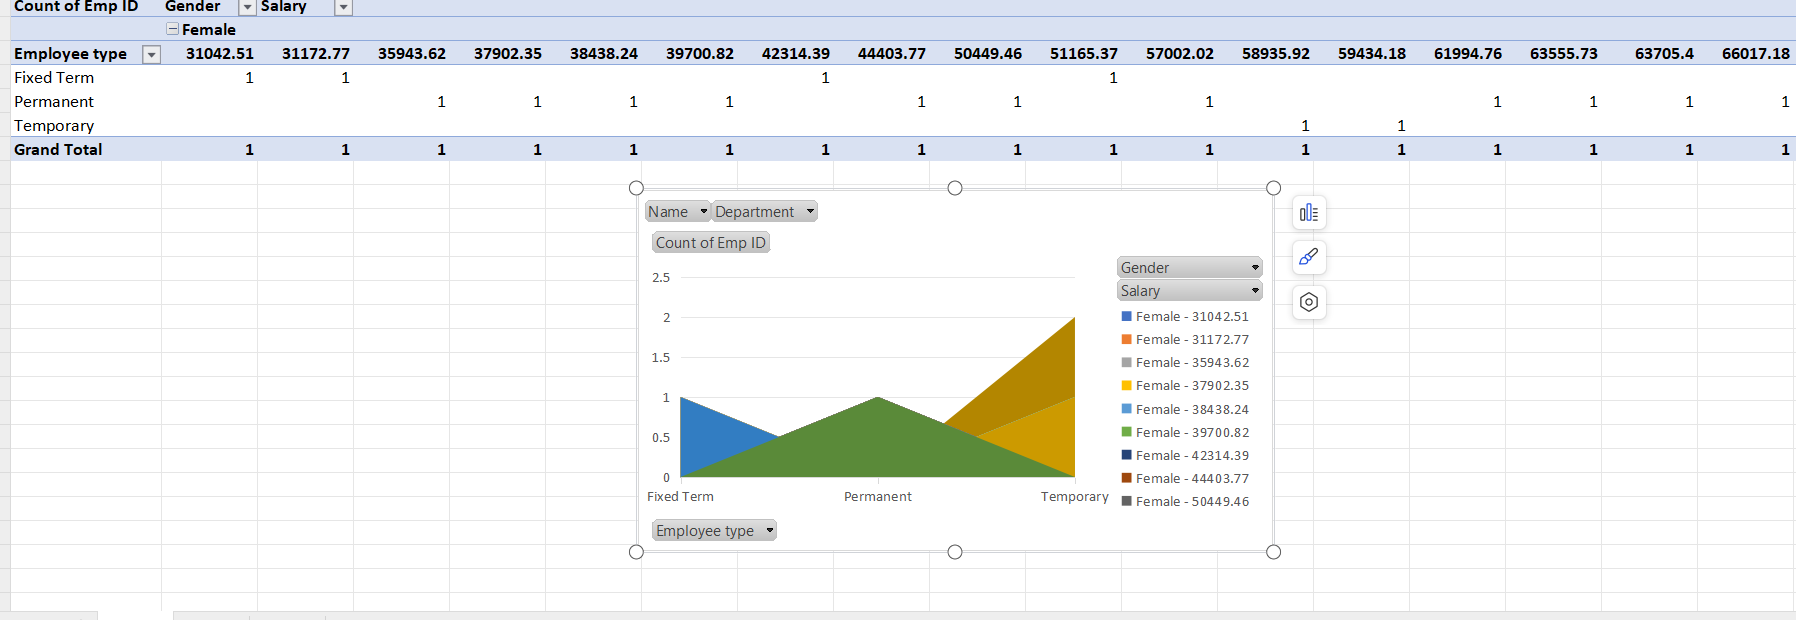 Count of Emp ID Gender Salary
Female
Employee type 31042.51 31172.77 35943.62 37902.35 38438.24 39700.82 42314.39 44403.77 50449.46 51165.37 57002.02 58935.92 59434.18 61994.76 63555.73 63705.4 66017.18
Fixed Term 1 1 1 1
Permanent 1 1 1 1 1 1 1 1 1 1 1
Temporary 1 1
Grand Total 1 1 1 1 1 1 1 1 1 1 1 1 1 1 1 1 1
Name Department
Count of Emp ID
Gender
Salary
2.5
2
1.5
1
0.5
0
Fixed Term Permanent Temporary
Female - 31042.51
Female - 31172.77
Female - 35943.62
Female - 37902.35
Female - 38438.24
Female - 39700.82
Female - 42314.39
Female - 44403.77
Female - 50449.46
Employee type